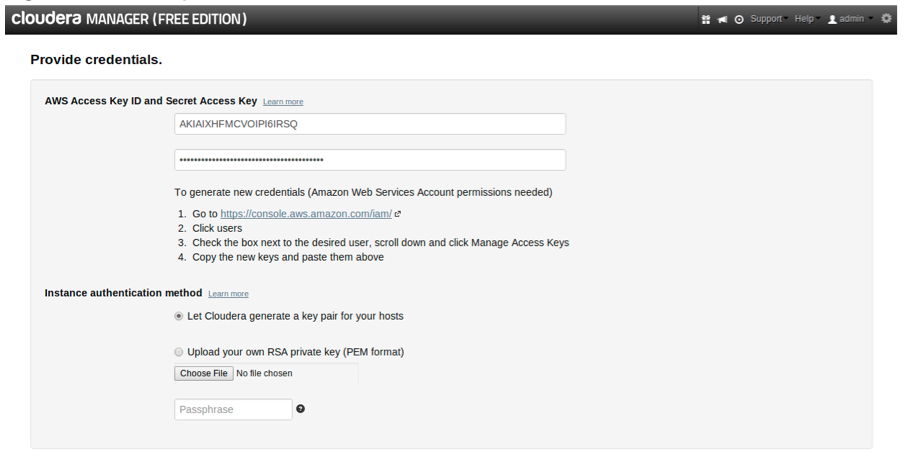 cloudera MANAGER (FREE EDITION) Support Help admin
Provide credentials.
AWS Access Key ID and Secret Access Key Learn more
AKIAIXHFMCVOIPI6IRSQ
••••••••••••••••••••••••••••••••••••••••
To generate new credentials (Amazon Web Services Account permissions needed)
1. Go to https://console.aws.amazon.com/iam/
2. Click users
3. Check the box next to the desired user, scroll down and click Manage Access Keys
4. Copy the new keys and paste them above
Instance authentication method Learn more
Let Cloudera generate a key pair for your hosts
Upload your own RSA private key (PEM format)
Choose File No file chosen
Passphrase ?